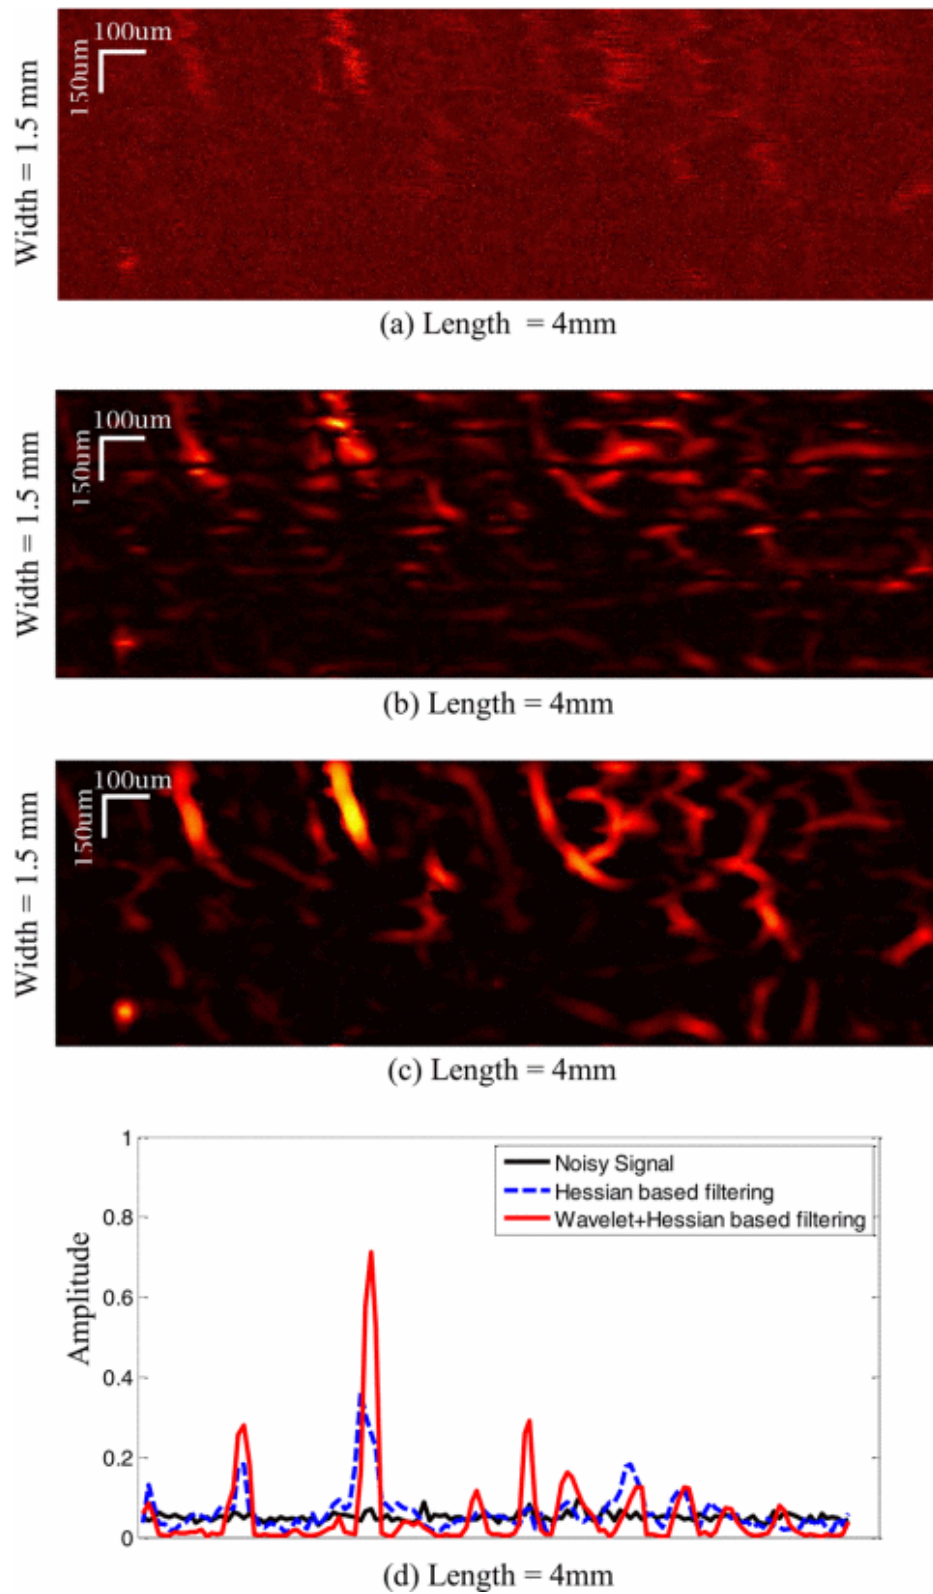 100um
150um
Width = 1.5 mm
(a) Length = 4mm
100um
150um
Width = 1.5 mm
(b) Length = 4mm
100um
150um
Width = 1.5 mm
(c) Length = 4mm
1
Noisy Signal
Hessian based filtering
Wavelet+Hessian based filtering
0.8
0.6
0.4
0.2
0
Amplitude
(d) Length = 4mm